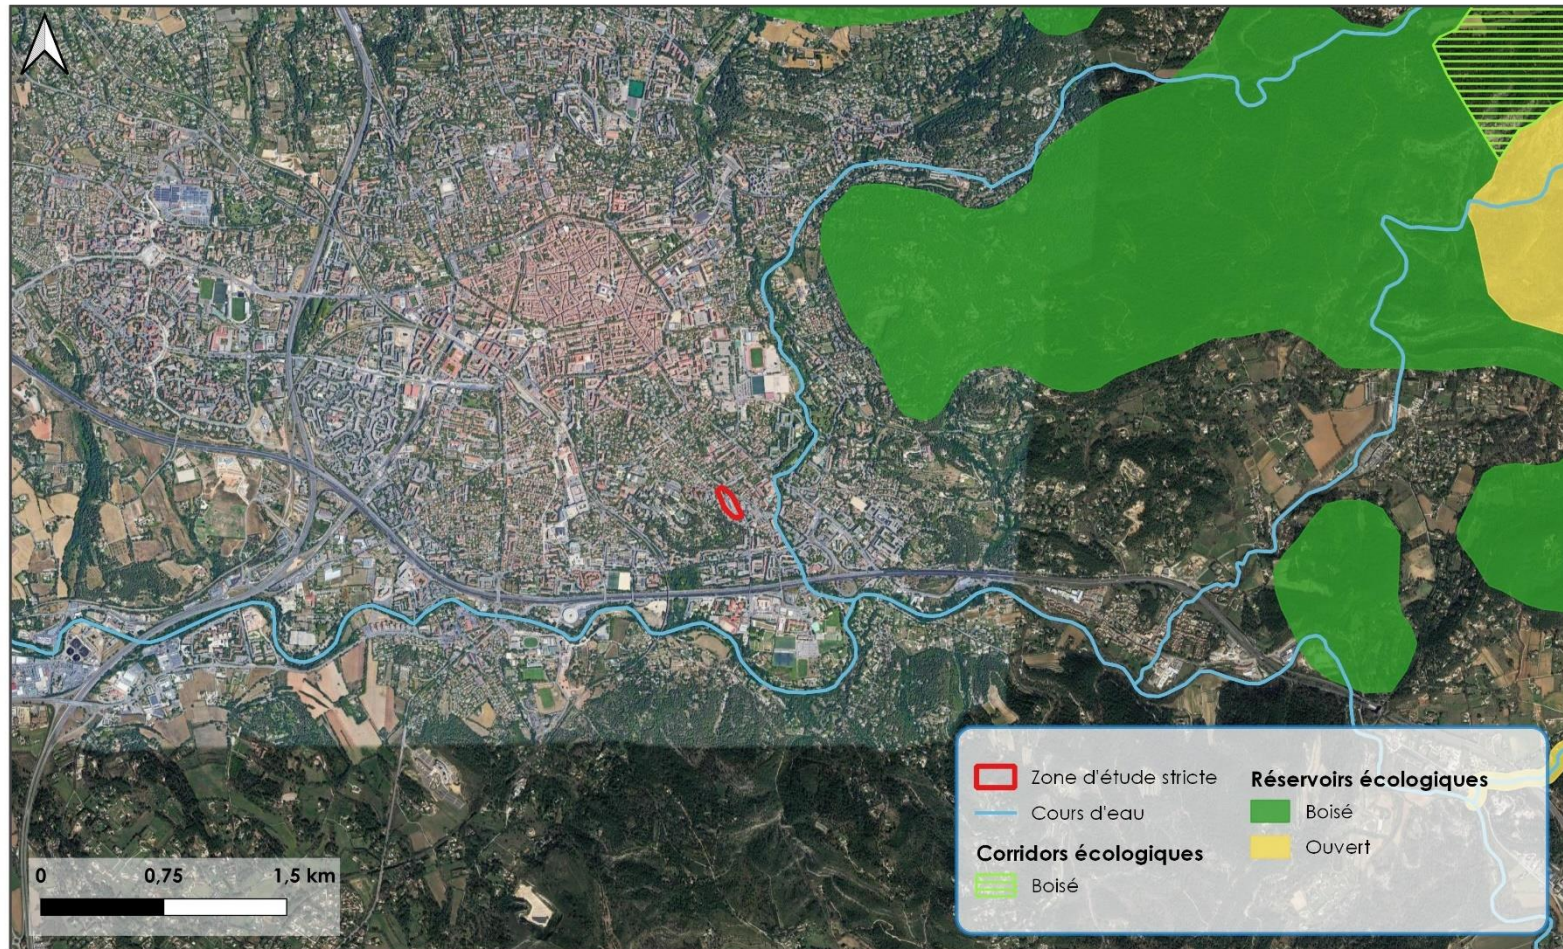 Zone d'étude stricte
Cours d'eau
Corridors écologiques
Boisé
Réservoirs écologiques
Boisé
Ouvert
0 0,75 1,5 km